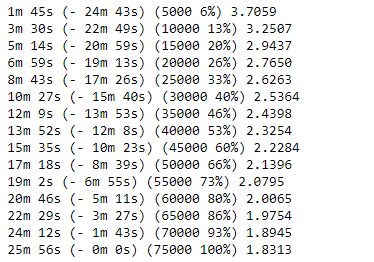 1m 45s (- 24m 43s) (5000 6%) 3.7059
3m 30s (- 22m 49s) (10000 13%) 3.2507
5m 14s (- 20m 59s) (15000 20%) 2.9437
6m 59s (- 19m 13s) (20000 26%) 2.7650
8m 43s (- 17m 26s) (25000 33%) 2.6263
10m 27s (- 15m 40s) (30000 40%) 2.5364
12m 9s (- 13m 53s) (35000 46%) 2.4398
13m 52s (- 12m 8s) (40000 53%) 2.3254
15m 35s (- 10m 23s) (45000 60%) 2.2284
17m 18s (- 8m 39s) (50000 66%) 2.1396
19m 2s (- 6m 55s) (55000 73%) 2.0795
20m 46s (- 5m 11s) (60000 80%) 2.0065
22m 29s (- 3m 27s) (65000 86%) 1.9754
24m 12s (- 1m 43s) (70000 93%) 1.8945
25m 56s (- 0m 0s) (75000 100%) 1.8313